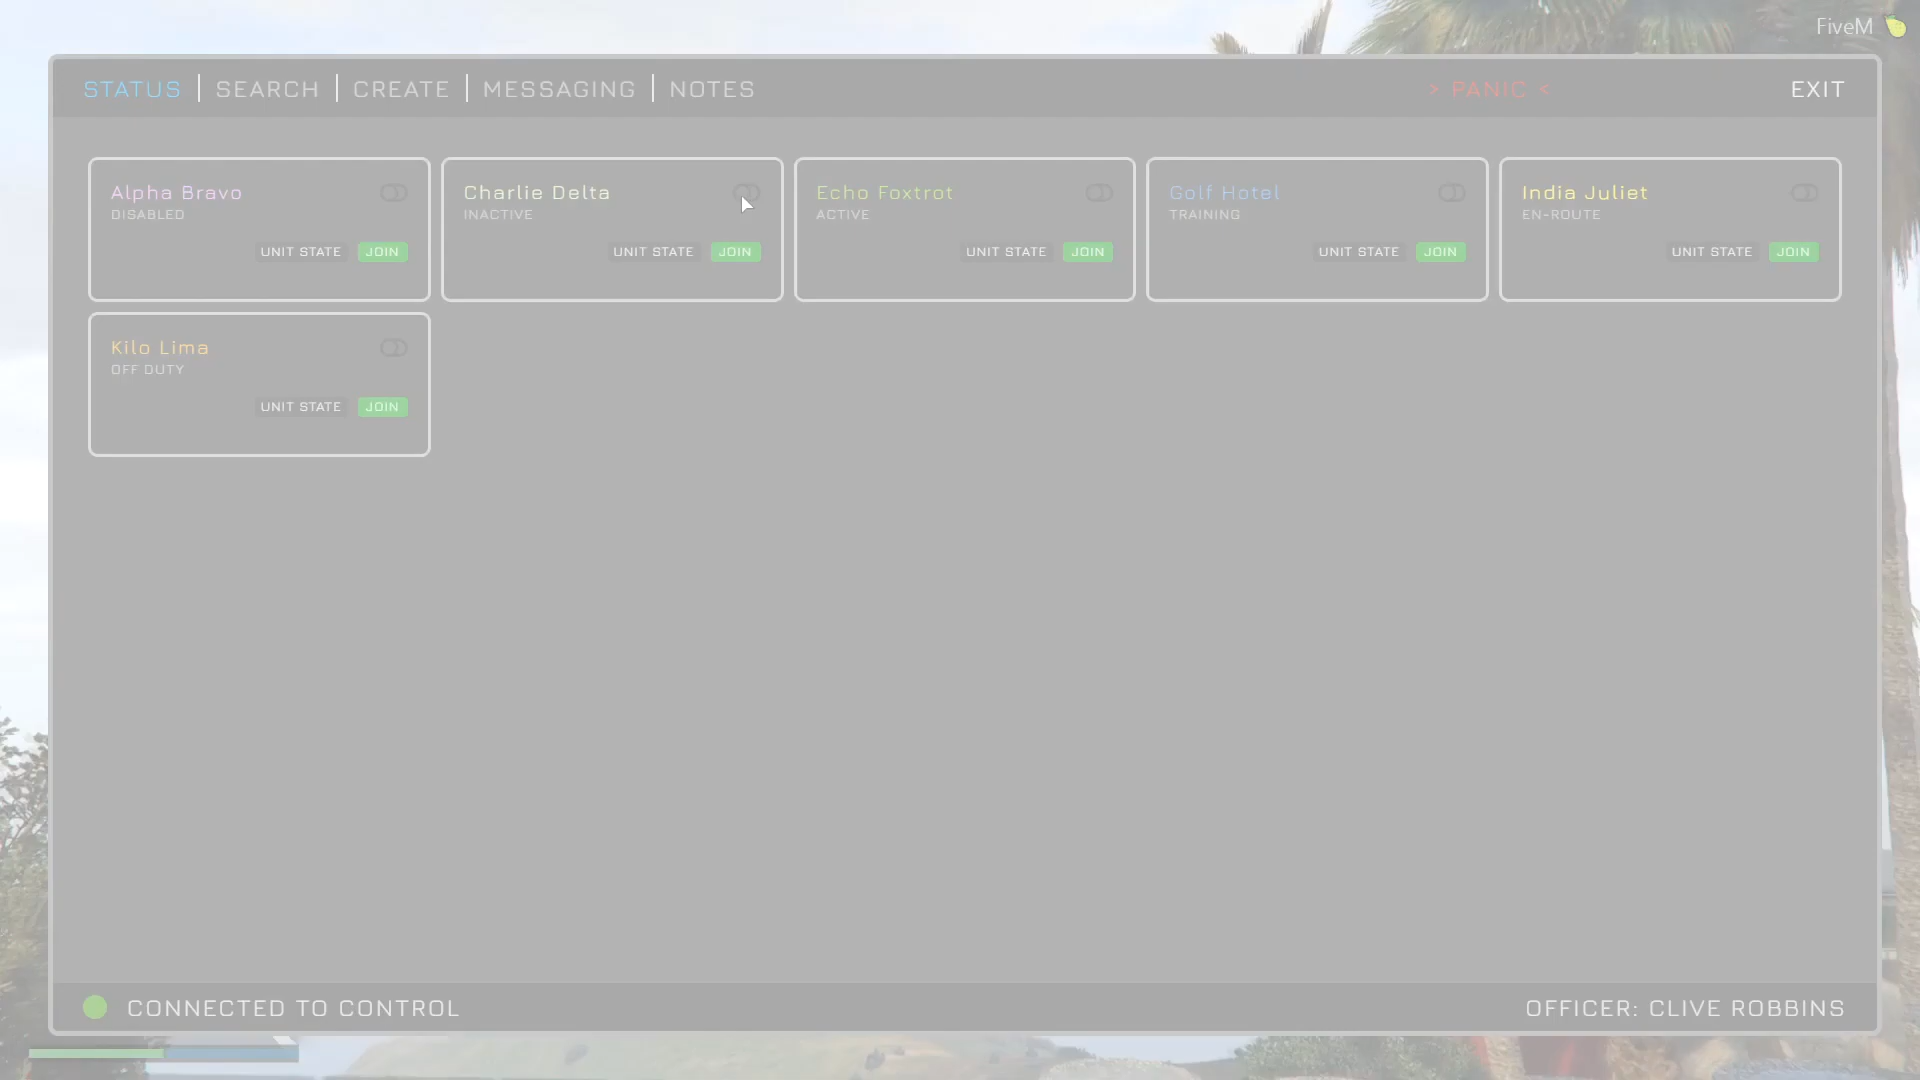 FiveM
STATUS SEARCH CREATE MESSAGING NOTES > PANIC < EXIT
Alpha Bravo
DISABLED
UNIT STATE JOIN
Charlie Delta
INACTIVE
UNIT STATE JOIN
Echo Foxtrot
ACTIVE
UNIT STATE JOIN
Golf Hotel
TRAINING
UNIT STATE JOIN
India Juliet
EN-ROUTE
UNIT STATE JOIN
Kilo Lima
OFF DUTY
UNIT STATE JOIN
CONNECTED TO CONTROL
OFFICER: CLIVE ROBBINS